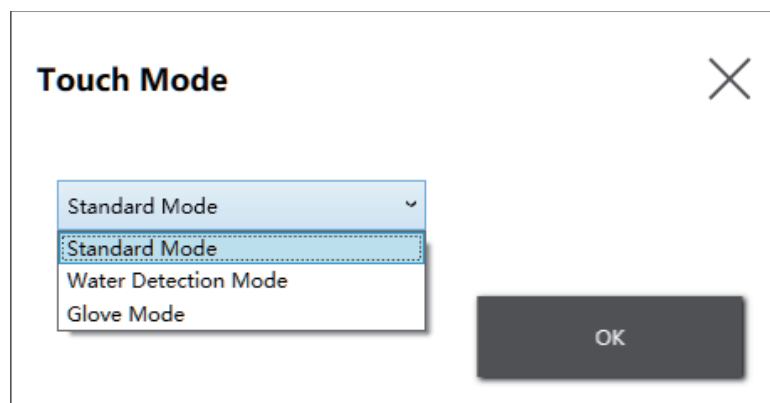 Touch Mode
Standard Mode
Standard Mode
Water Detection Mode
Glove Mode
OK